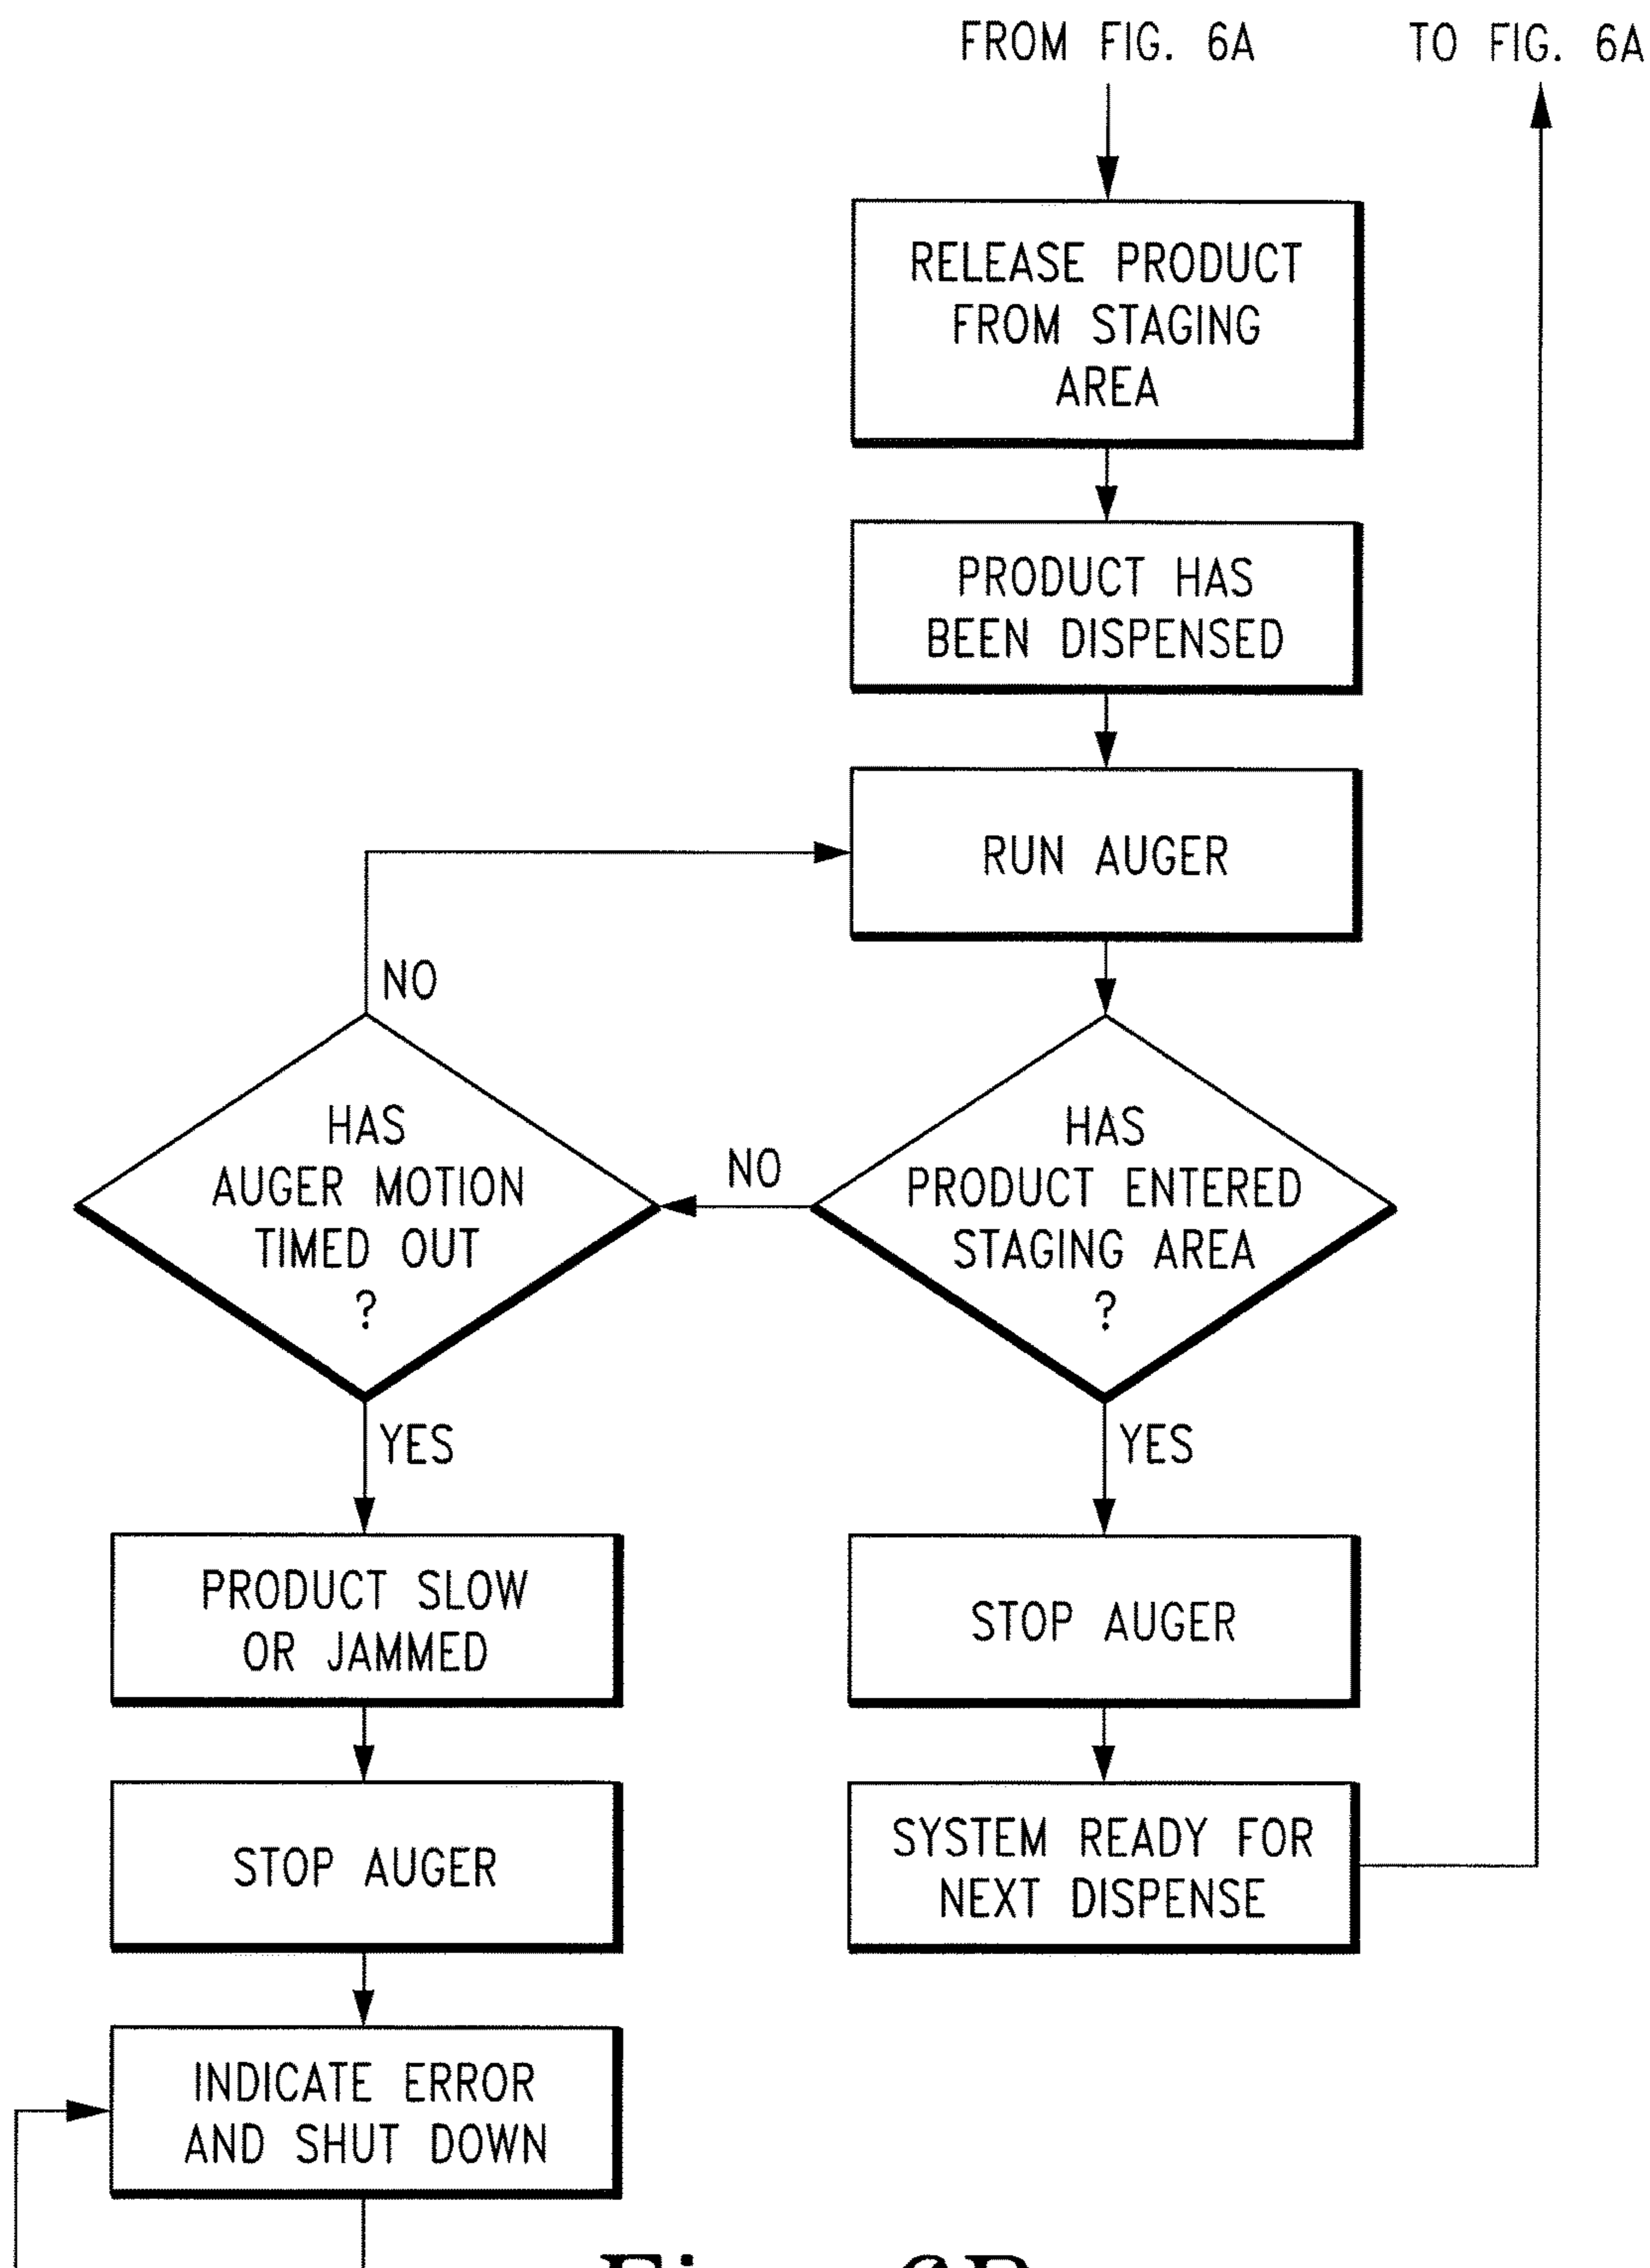 FROM FIG. 6A
TO FIG. 6A
RELEASE PRODUCT
FROM STAGING
AREA
PRODUCT HAS
BEEN DISPENSED
RUN AUGER
NO
HAS
AUGER MOTION
TIMED OUT
?
NO
HAS
PRODUCT ENTERED
STAGING AREA
?
YES
YES
PRODUCT SLOW
OR JAMMED
STOP AUGER
STOP AUGER
SYSTEM READY FOR
NEXT DISPENSE
INDICATE ERROR
AND SHUT DOWN